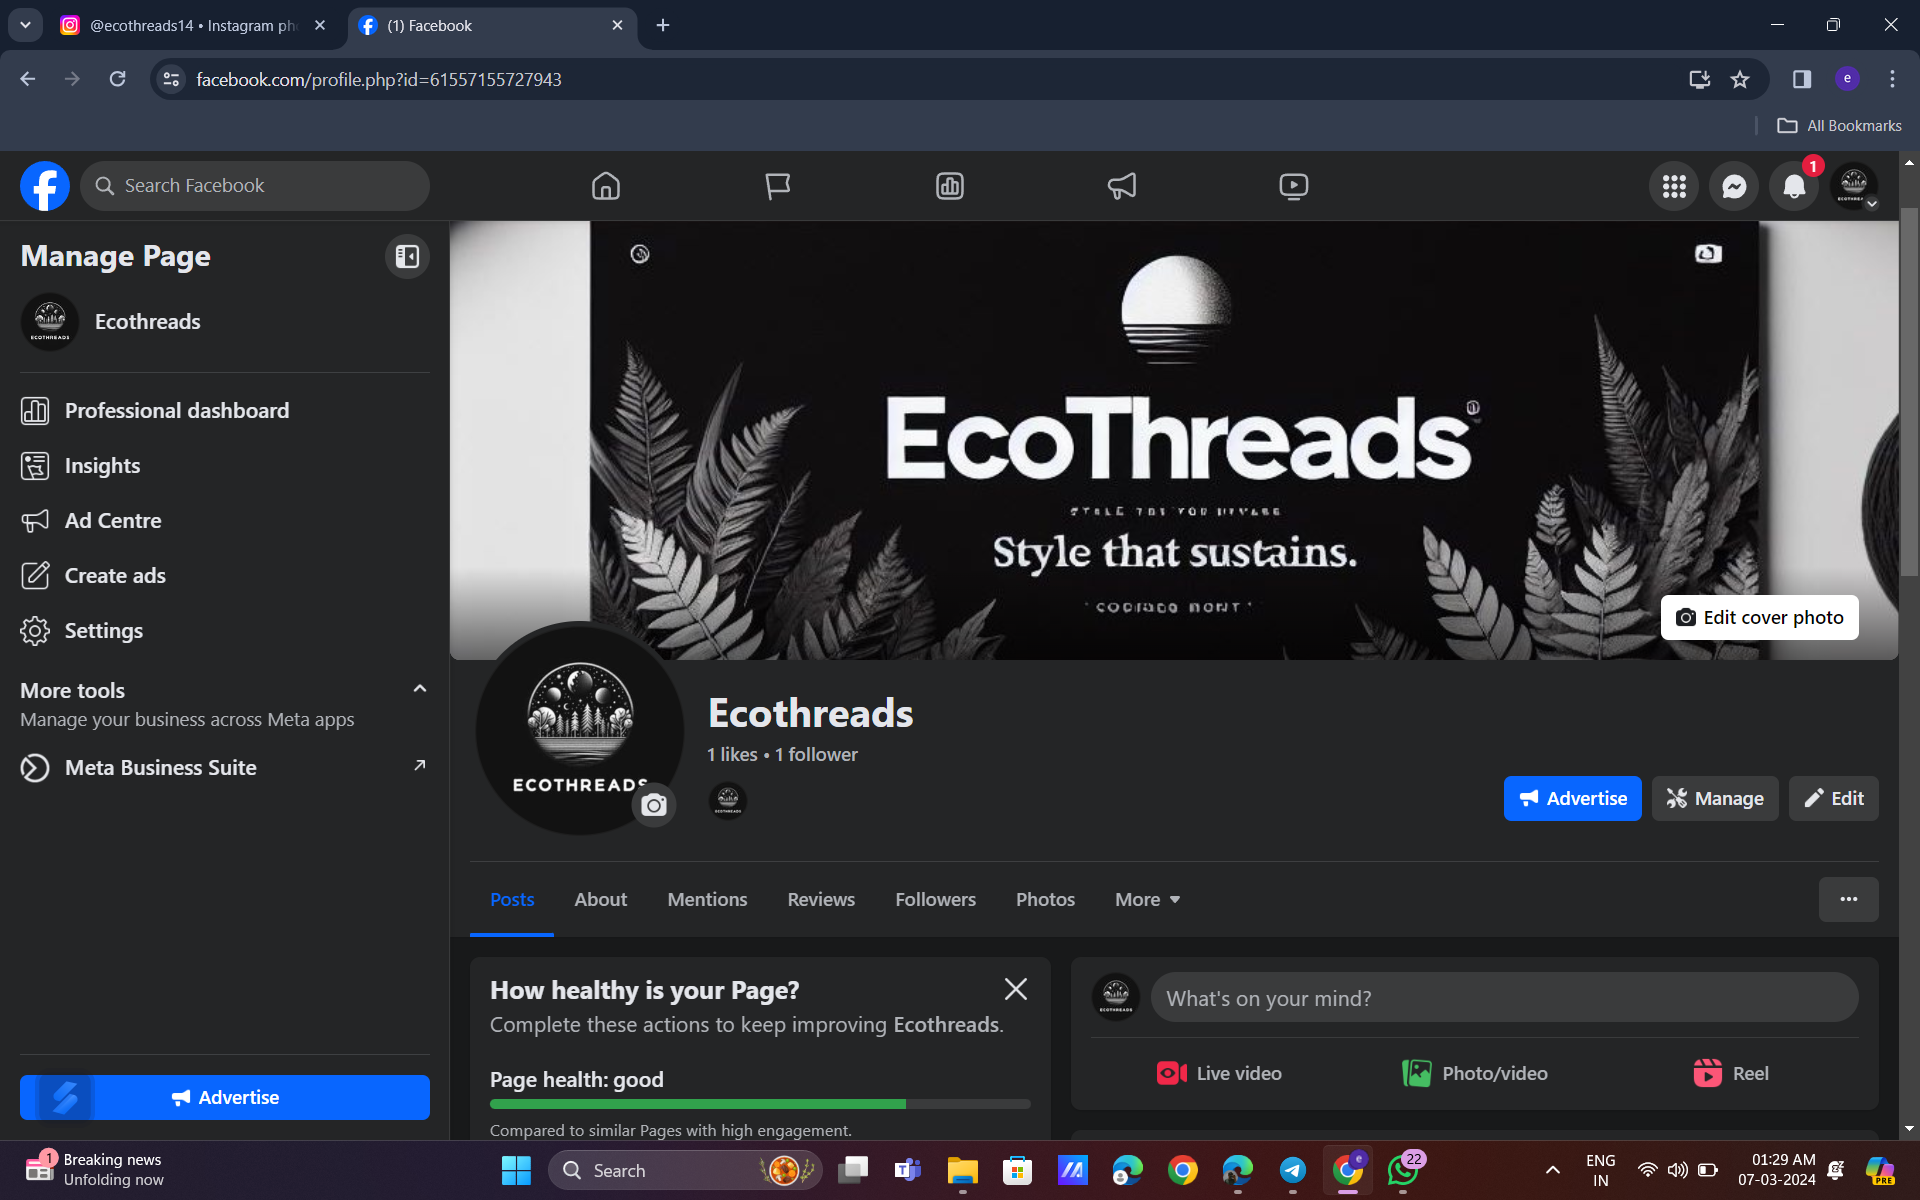 @ecothreads14 • Instagram pho
(1) Facebook
facebook.com/profile.php?id=61557155727943
e
All Bookmarks
Search Facebook
1
Manage Page
Ecothreads
Professional dashboard
Insights
Ad Centre
Create ads
Settings
More tools
Manage your business across Meta apps
Meta Business Suite
Advertise
EcoThreads
Style that sustains.
Edit cover photo
ECOTHREADS
Ecothreads
1 likes • 1 follower
Advertise
Manage
Edit
Posts
About
Mentions
Reviews
Followers
Photos
More
How healthy is your Page?
Complete these actions to keep improving Ecothreads.
Page health: good
Compared to similar Pages with high engagement.
What's on your mind?
Live video
Photo/video
Reel
1
Breaking news
Unfolding now
Search
22
ENG
IN
01:29 AM
07-03-2024
PRE